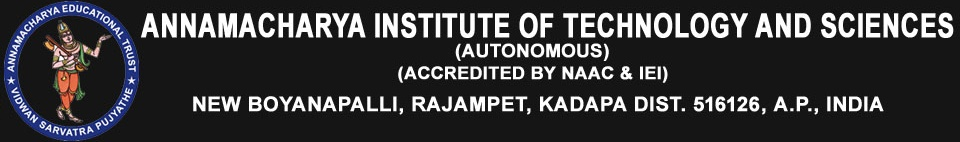 ANNAMACHARYA EDUCATIONAL TRUST
VIDWAN SARVATRA PUJYATHE
ANNAMACHARYA INSTITUTE OF TECHNOLOGY AND SCIENCES
(AUTONOMOUS)
(ACCREDITED BY NAAC & IEI)
NEW BOYANAPALLI, RAJAMPET, KADAPA DIST. 516126, A.P., INDIA